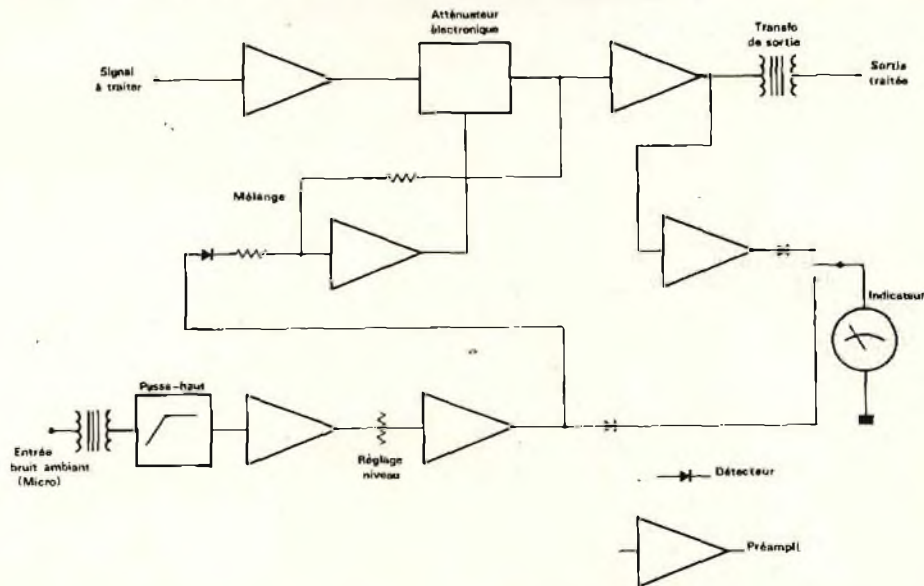 Atténuateur
électronique
Transfo
de sortie
Signal
à traiter
Sortie
traitée
Mélange
Indicateur
Passe-haut
Entrée
bruit ambiant
(Micro)
Réglage
niveau
Détecteur
Préampli